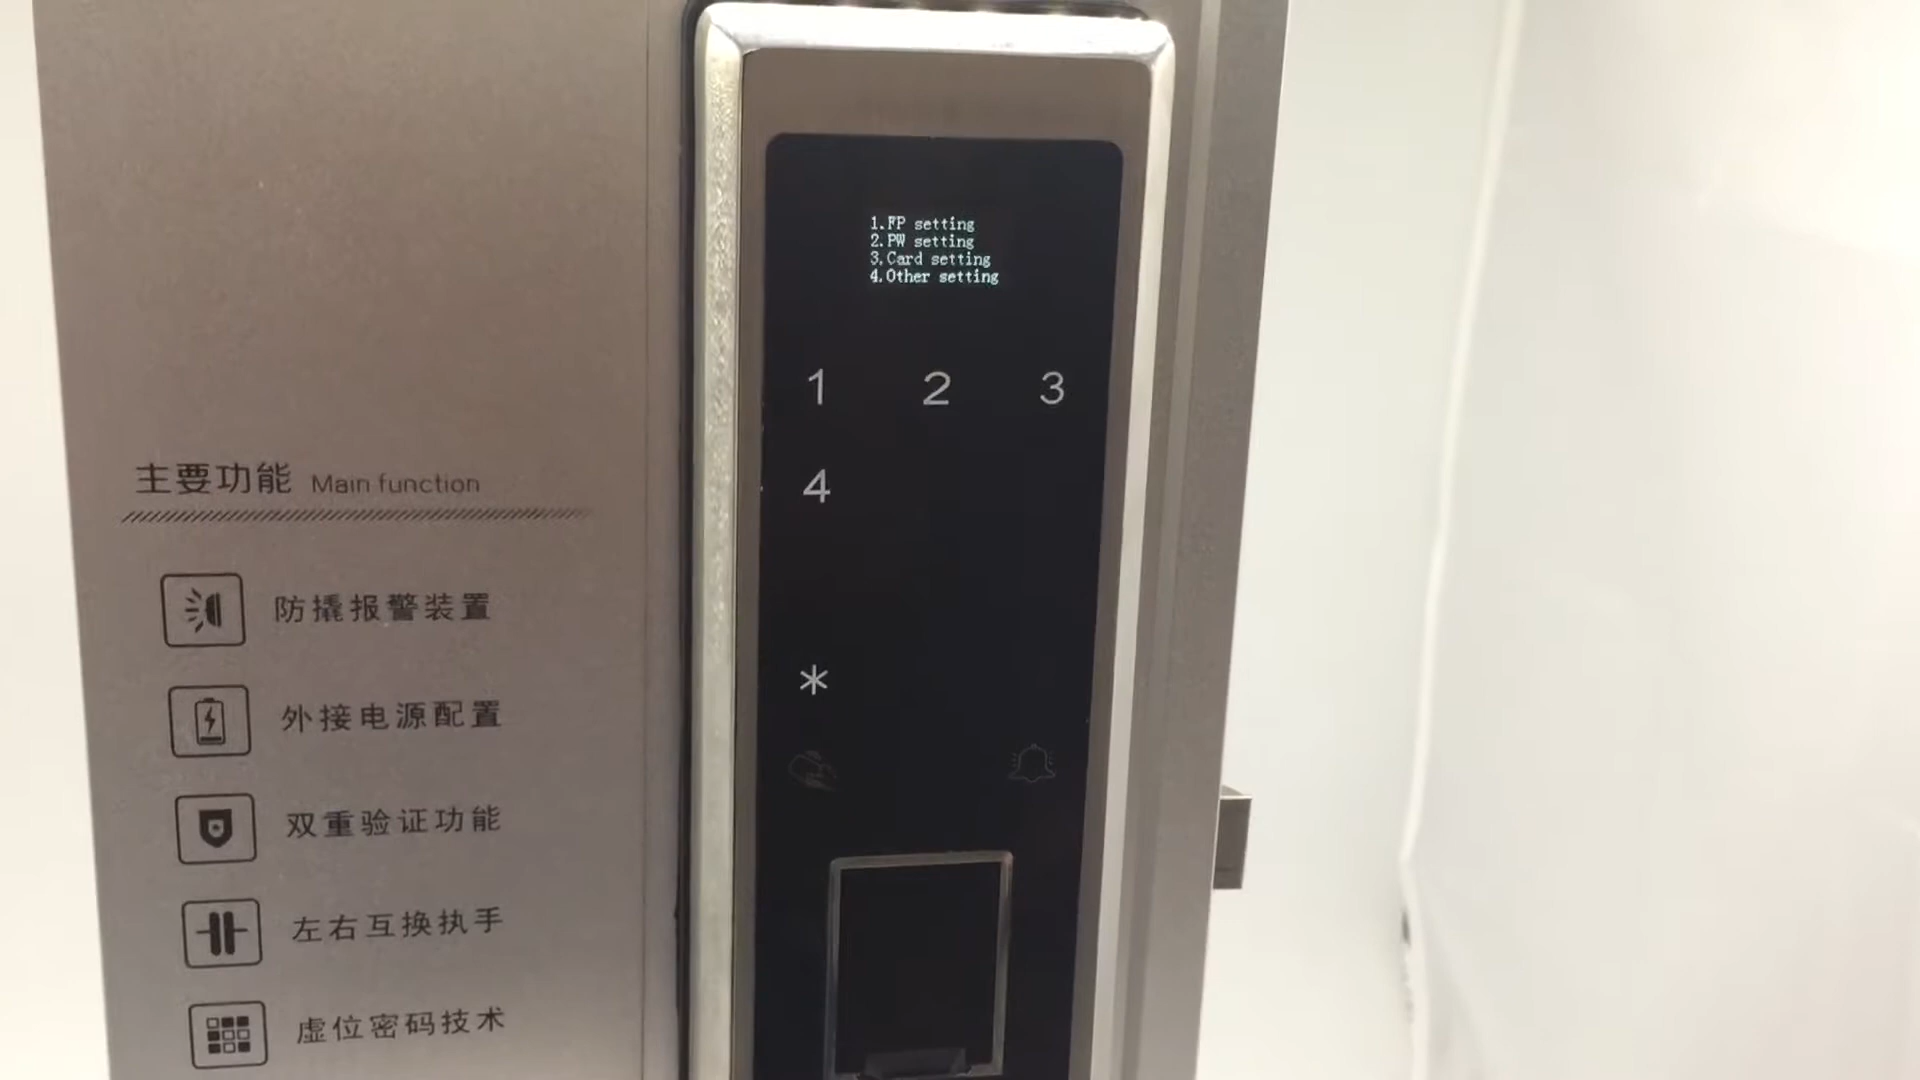 1.FP setting
2.PW setting
3.Card setting
4.Other setting
1 2 3
4
*
主要功能 Main function
防撬报警装置
外接电源配置
双重验证功能
左右互换执手
虚位密码技术